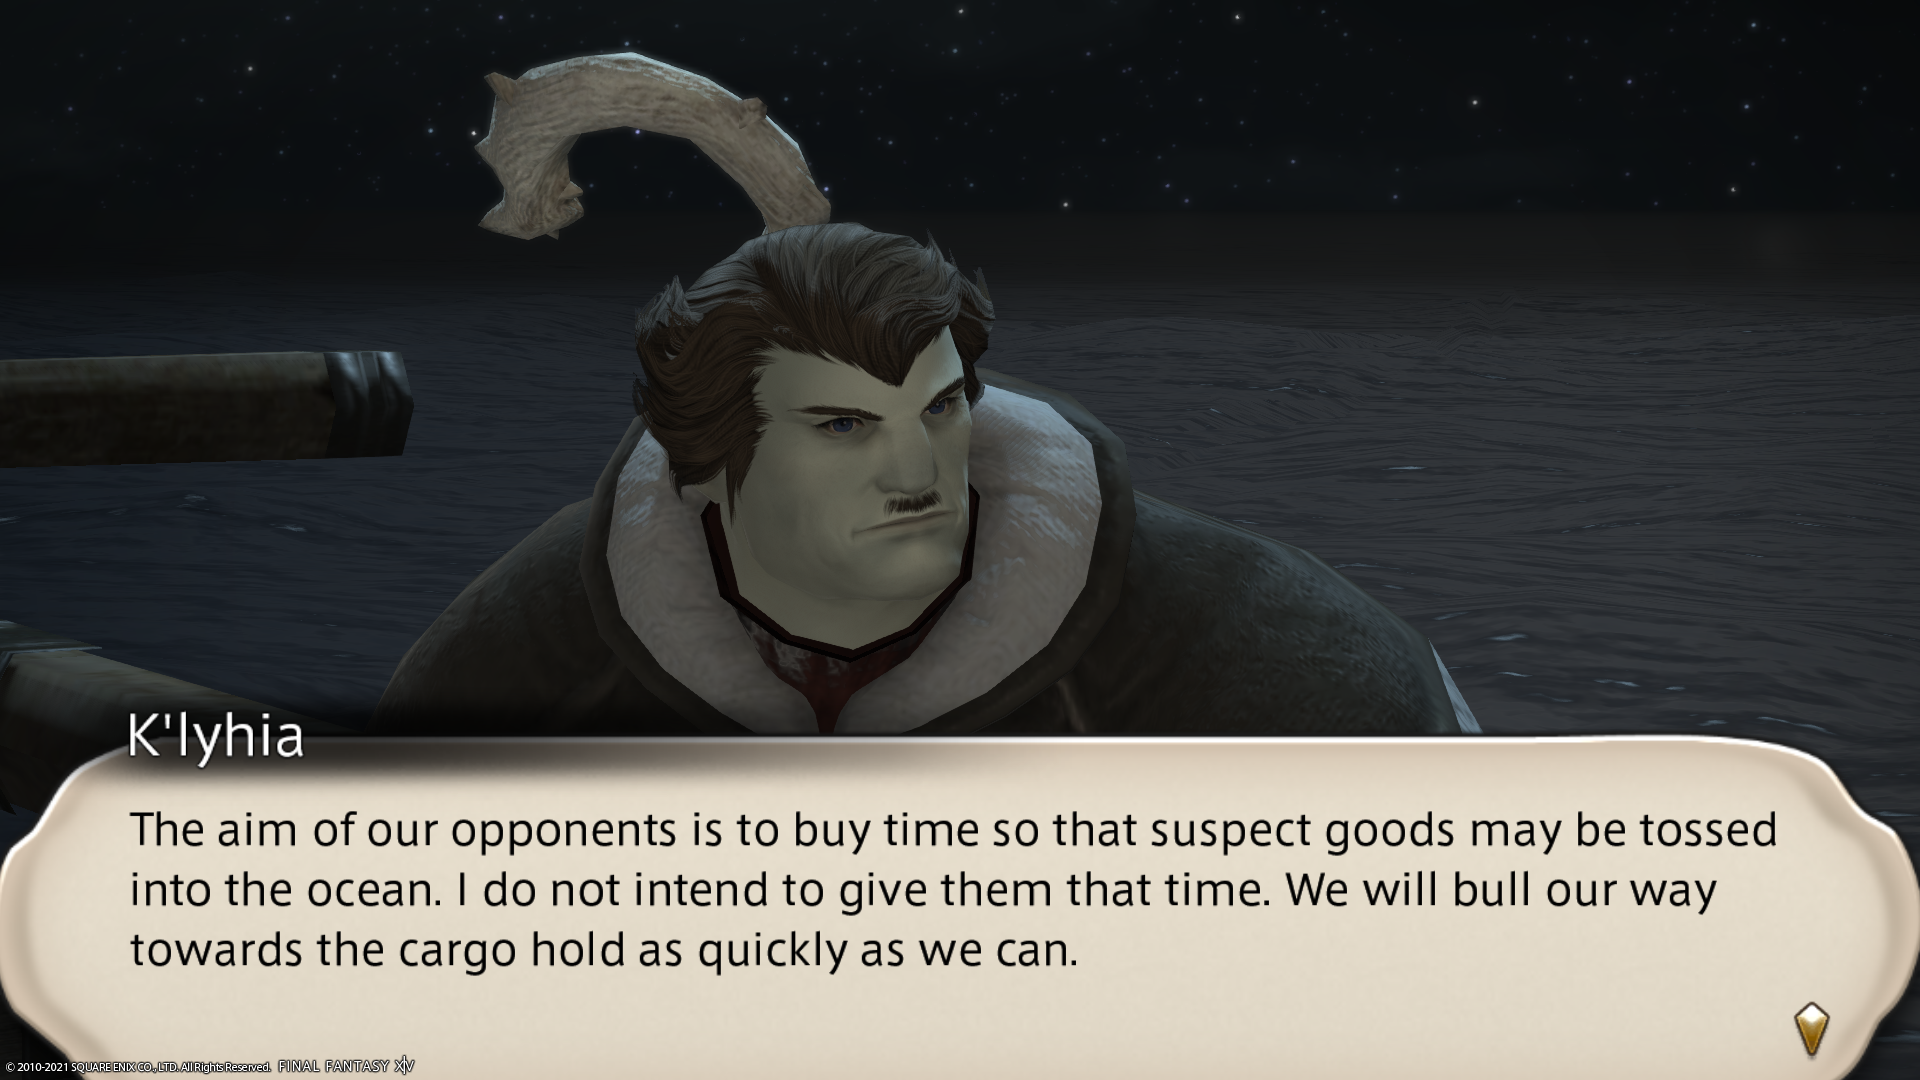 K'lyhia
The aim of our opponents is to buy time so that suspect goods may be tossed
into the ocean. I do not intend to give them that time. We will bull our way
towards the cargo hold as quickly as we can.
© 2010-2021 SQUARE ENIX CO., LTD. All Rights Reserved. FINAL FANTASY XIV